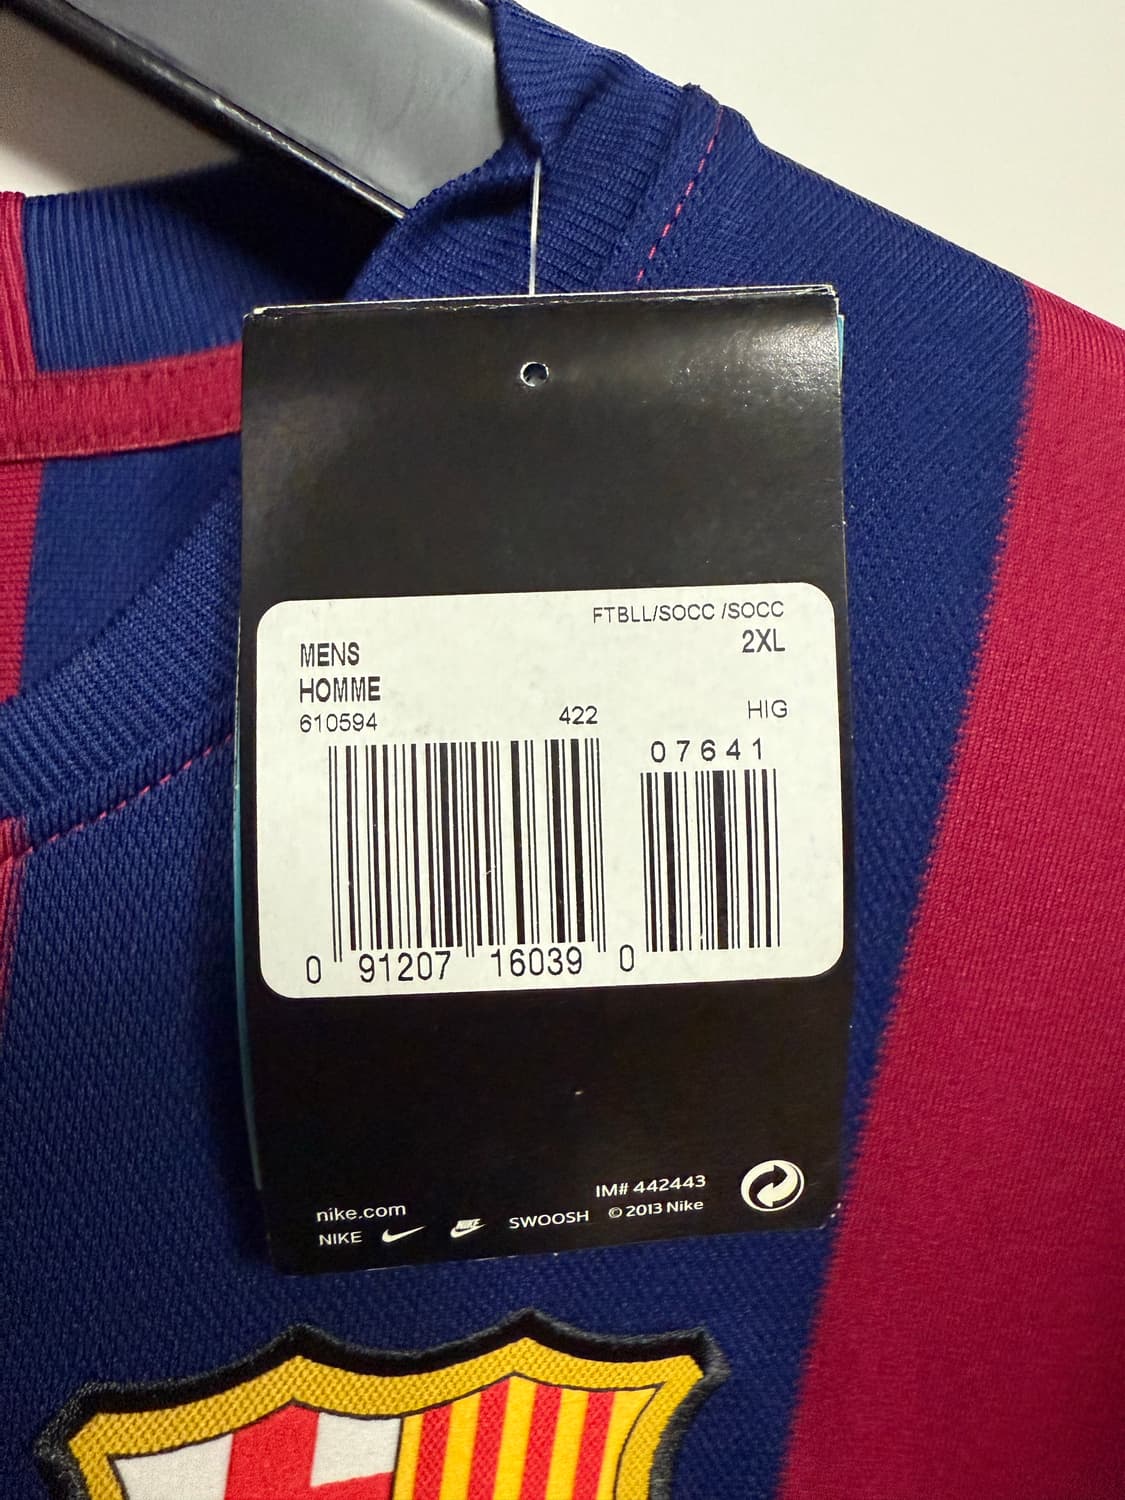 FTBLL/SOCC /SOCC
MENS 2XL
HOMME
610594 422 HIG
07641
0 91207 16039 0
IM# 442443
nike.com © 2013 Nike
NIKE SWOOSH